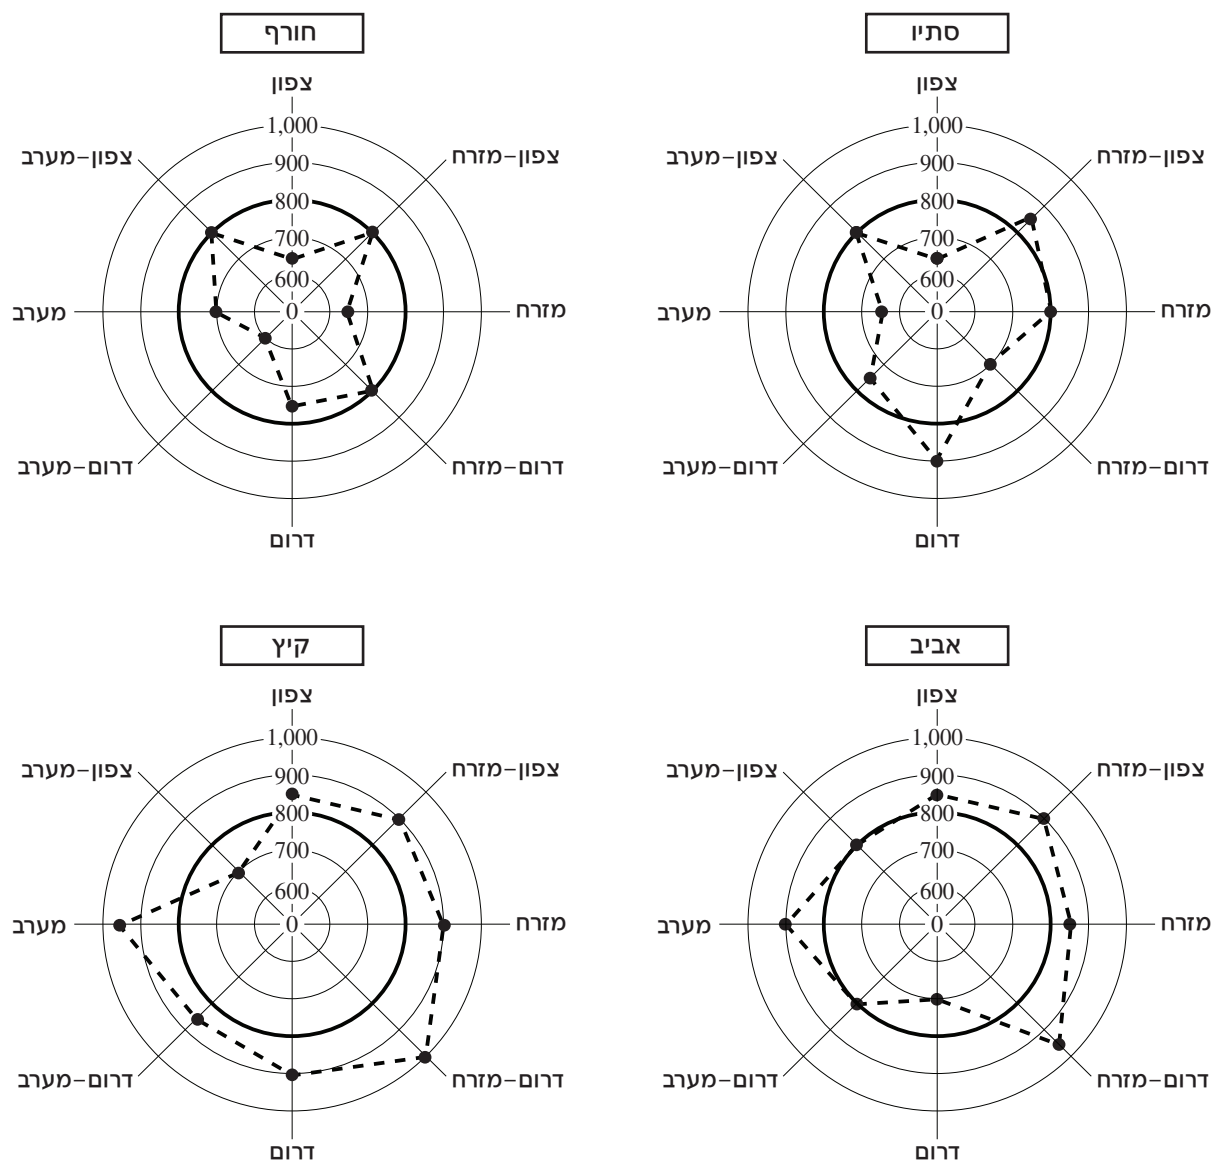 סתיו
צפון
1,000
צפון-מערב
900
צפון-מזרח
800
700
600
מערב
0
מזרח
דרום-מערב
דרום-מזרח
דרום
חורף
צפון
1,000
צפון-מערב
900
צפון-מזרח
800
700
600
מערב
0
מזרח
דרום-מערב
דרום-מזרח
דרום
אביב
צפון
1,000
צפון-מערב
900
צפון-מזרח
800
700
600
מערב
0
מזרח
דרום-מערב
דרום-מזרח
דרום
קיץ
צפון
1,000
צפון-מערב
900
צפון-מזרח
800
700
600
מערב
0
מזרח
דרום-מערב
דרום-מזרח
דרום